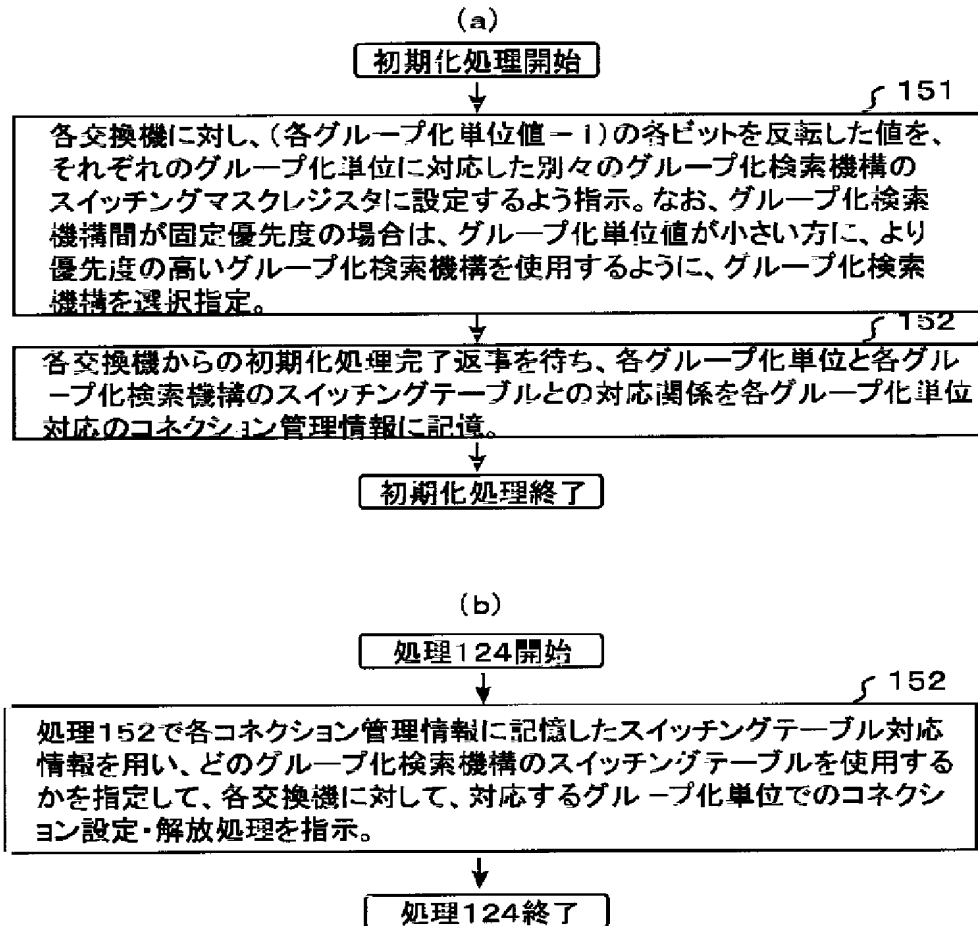 (a)
初期化処理開始
151
各交換機に対し、(各グループ化単位値－1)の各ビットを反転した値を、
それぞれのグループ化単位に対応した別々のグループ化検索機構の
スイッチングマスクレジスタに設定するよう指示。なお、グループ化検索
機構間が固定優先度の場合は、グループ化単位値が小さい方に、より
優先度の高いグループ化検索機構を使用するように、グループ化検索
機構を選択指定。
152
各交換機からの初期化処理完了返事を待ち、各グループ化単位と各グル
ープ化検索機構のスイッチングテーブルとの対応関係を各グループ化単位
対応のコネクション管理情報に記憶。
初期化処理終了
(b)
処理124開始
152
処理152で各コネクション管理情報に記憶したスイッチングテーブル対応
情報を用い、どのグループ化検索機構のスイッチングテーブルを使用する
かを指定して、各交換機に対して、対応するグループ化単位でのコネクシ
ョン設定・解放処理を指示。
処理124終了